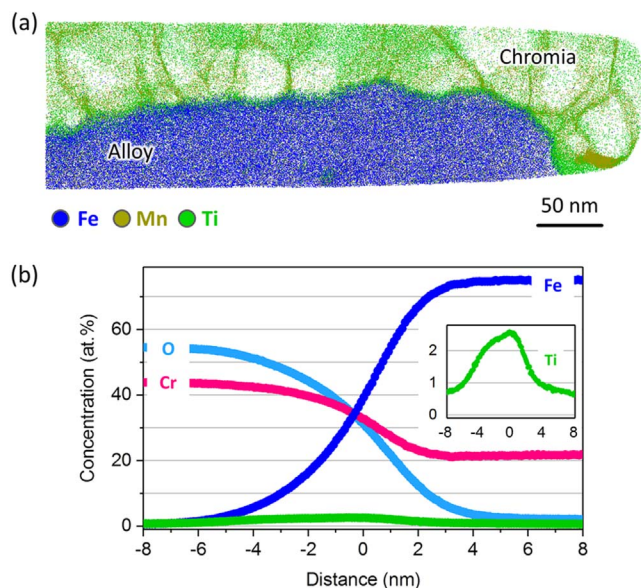 (a)
Chromia
Alloy
Fe Mn Ti
50 nm
(b)
Concentration (at.%)
60
40
20
0
O
Cr
Fe
Ti
2
1
0
-8 -4 0 4 8
-8 -6 -4 -2 0 2 4 6 8
Distance (nm)